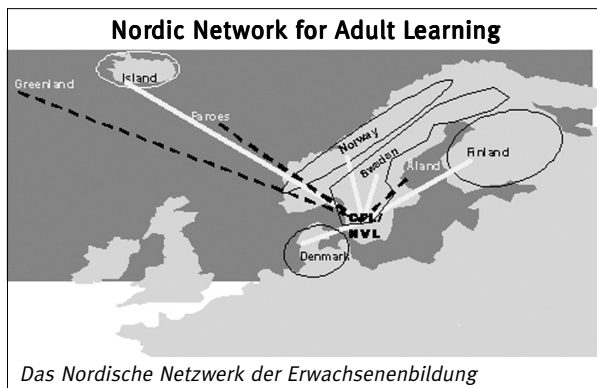 Nordic Network for Adult Learning
Island
Greenland
Faroes
Norway
Sweden
Finland
Åland
CPL/
NVL
Denmark
Das Nordische Netzwerk der Erwachsenenbildung